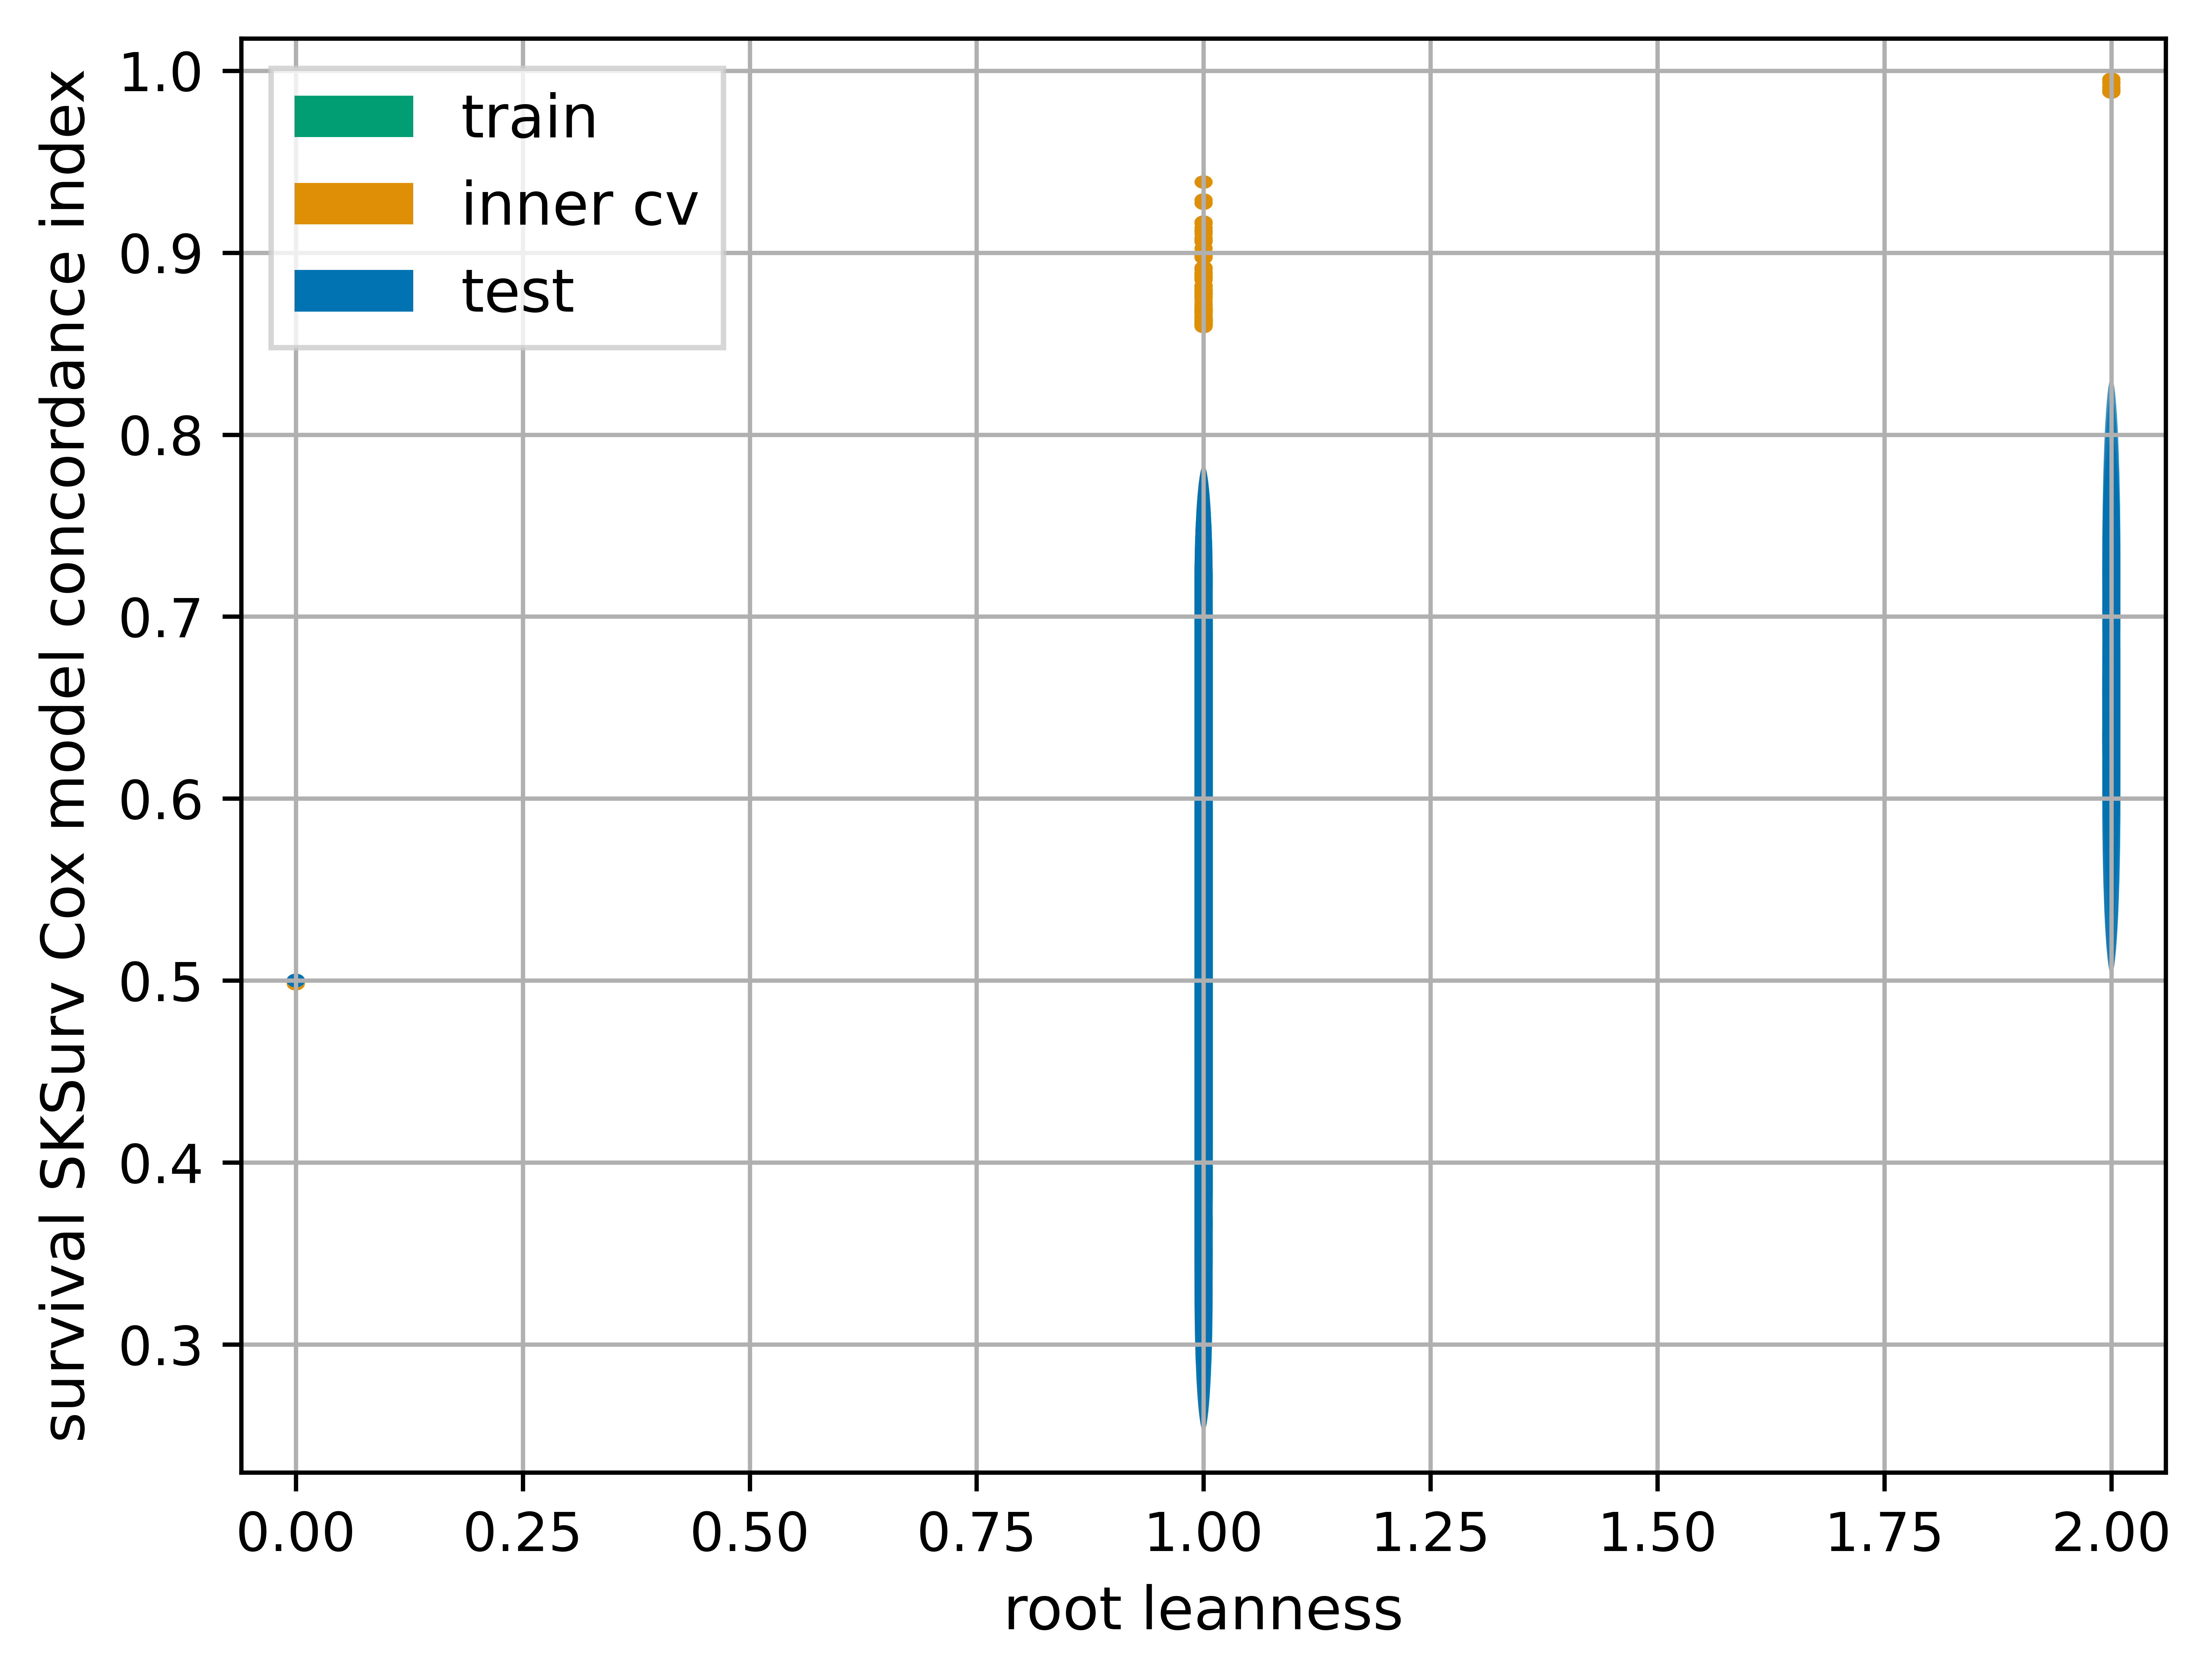 survival SKSurv Cox model concordance index
1.0
0.9
0.8
0.7
0.6
0.5
0.4
0.3
train
inner cv
test
0.00 0.25 0.50 0.75 1.00 1.25 1.50 1.75 2.00
root leanness